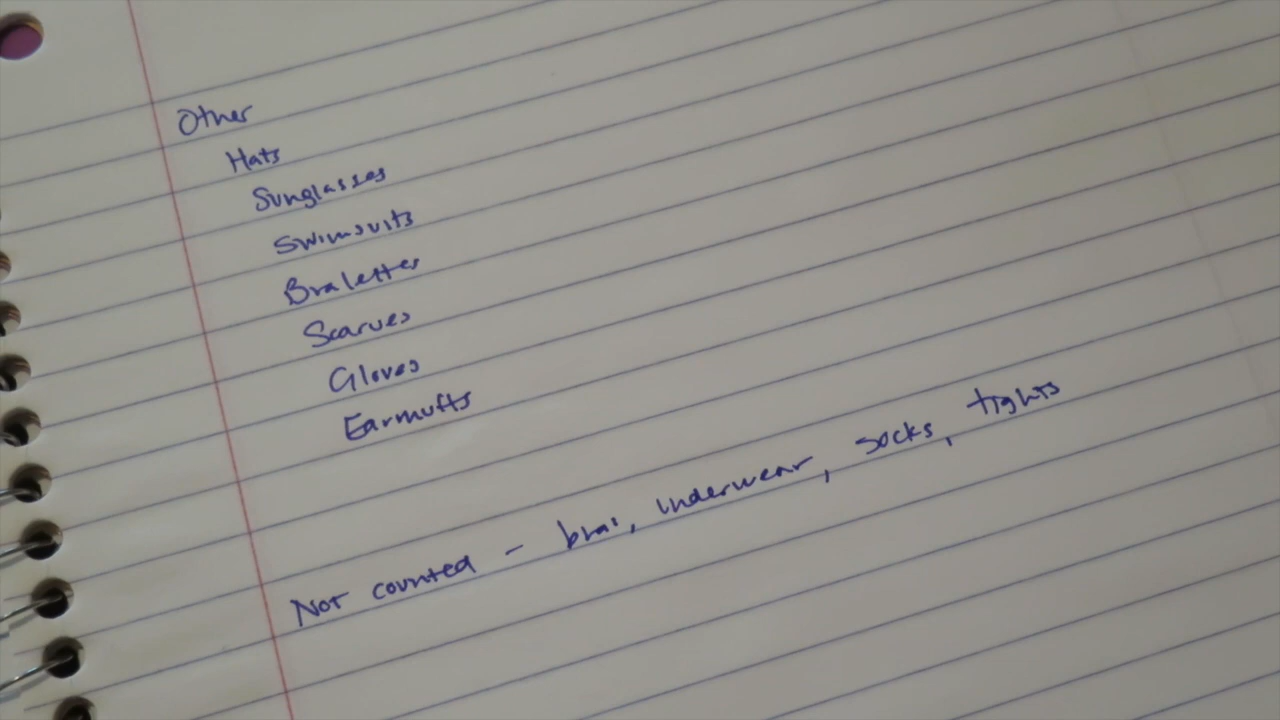 Other
Hats
Sunglasses
Swimsuits
Bralettes
Scarves
Gloves
Earmuffs
Not counted - bras, underwear, socks, tights